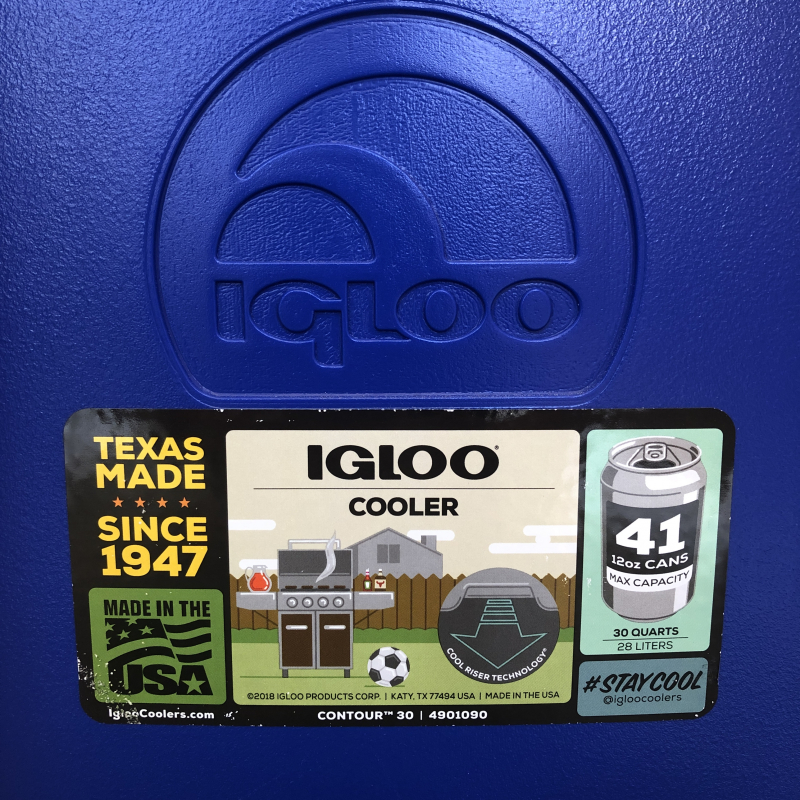 IGLOO
TEXAS
MADE
SINCE
1947
MADE IN THE
USA
IglooCoolers.com
IGLOO®
COOLER
COOL RISER TECHNOLOGY®
©2018 IGLOO PRODUCTS CORP. | KATY, TX 77494 USA | MADE IN THE USA
CONTOUR™ 30 | 4901090
41
12oz CANS
MAX CAPACITY
30 QUARTS
28 LITERS
#STAYCOOL
@igloocoolers